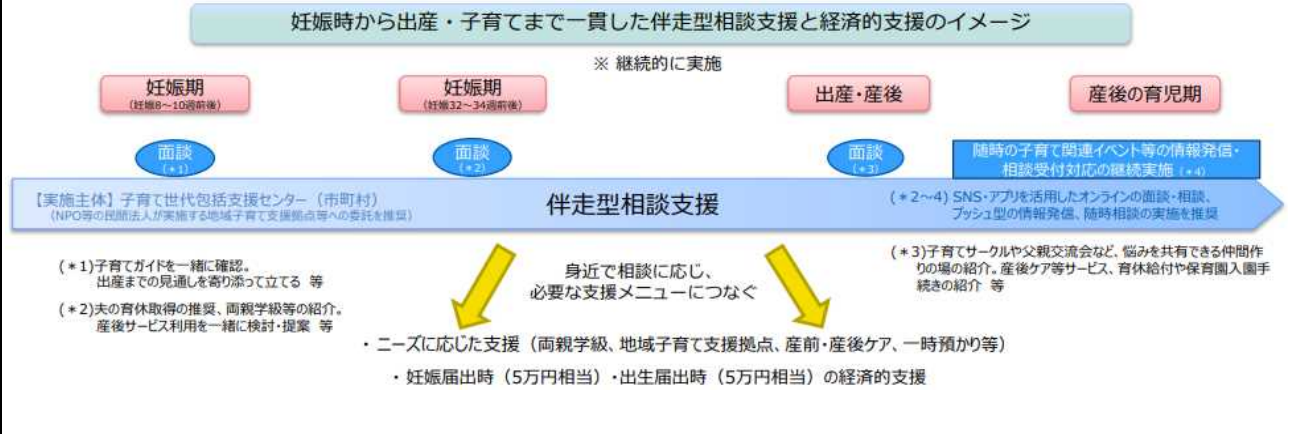 妊娠時から出産・子育てまで一貫した伴走型相談支援と経済的支援のイメージ
※ 継続的に実施
妊娠期
(妊娠8～10週前後)
妊娠期
(妊娠32～34週前後)
出産・産後
産後の育児期
面談
(*1)
面談
(*2)
面談
(*3)
随時の子育て関連イベント等の情報発信・
相談受付対応の継続実施 (*4)
【実施主体】子育て世代包括支援センター（市町村）
（NPO等の民間法人が実施する地域子育て支援拠点等への委託を推奨）
伴走型相談支援
(*2～4) SNS・アプリを活用したオンラインの面談・相談、
プッシュ型の情報発信、随時相談の実施を推奨
(*1)子育てガイドを一緒に確認。
出産までの見通しを寄り添って立てる 等
(*2)夫の育休取得の推奨、両親学級等の紹介。
産後サービス利用を一緒に検討・提案 等
身近で相談に応じ、
必要な支援メニューにつなぐ
(*3)子育てサークルや父親交流会など、悩みを共有できる仲間作
りの場の紹介。産後ケア等サービス、育休給付や保育園入園手
続きの紹介 等
・ ニーズに応じた支援（両親学級、地域子育て支援拠点、産前・産後ケア、一時預かり等）
・ 妊娠届出時（5万円相当）・出生届出時（5万円相当）の経済的支援